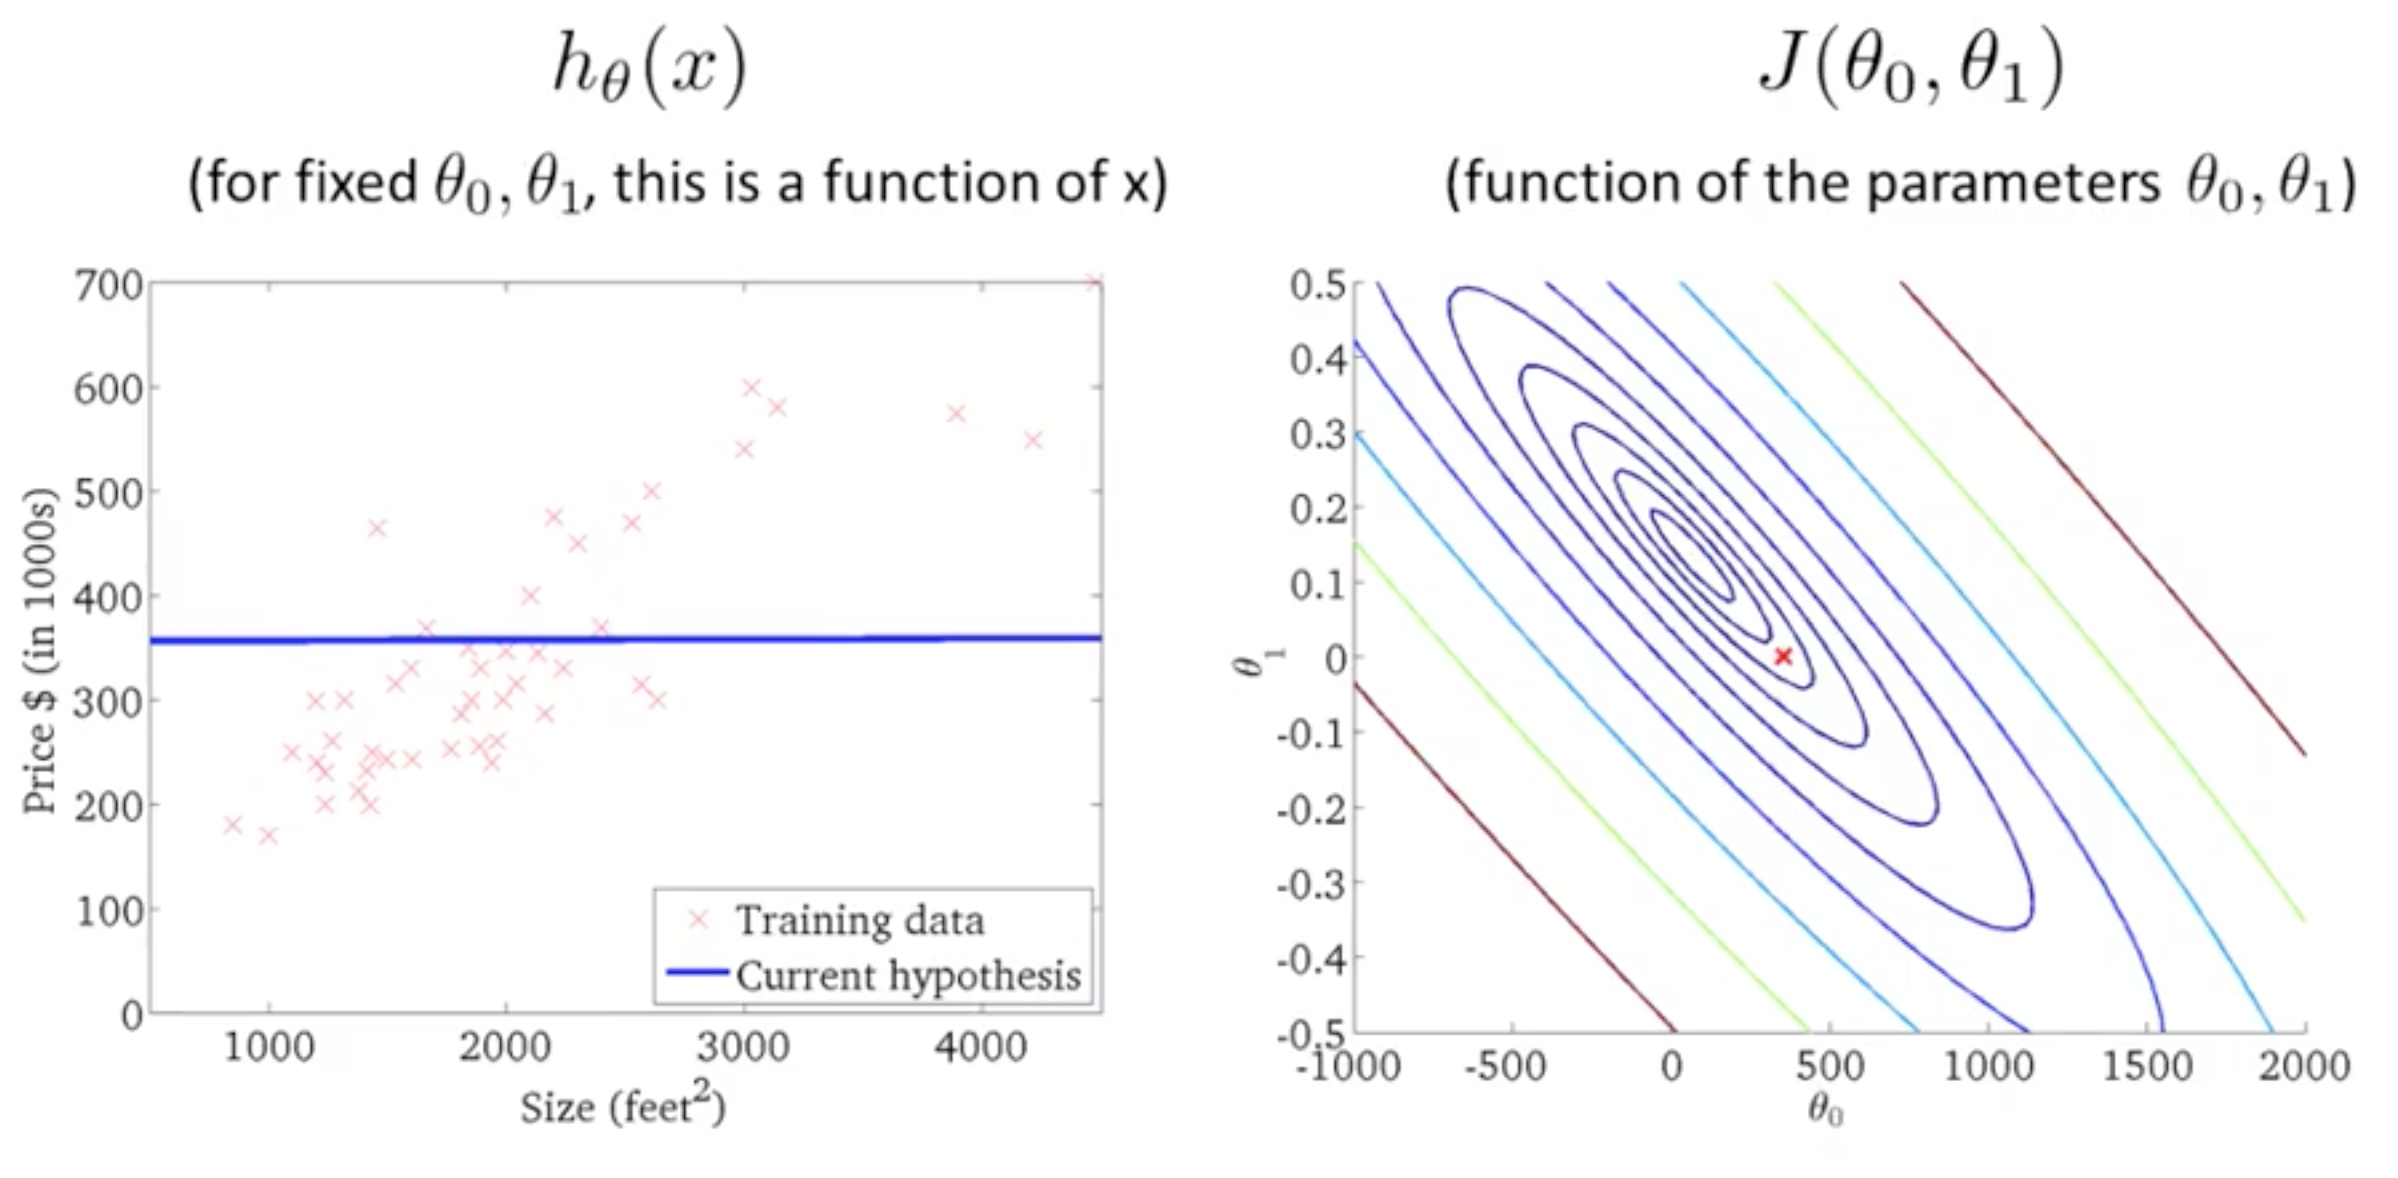 hθ(x)
(for fixed θ0, θ1, this is a function of x)
700
600
500
400
300
200
100
0
Price $ (in 1000s)
Training data
Current hypothesis
1000 2000 3000 4000
Size (feet²)
J(θ0, θ1)
(function of the parameters θ0, θ1)
0.5
0.4
0.3
0.2
0.1
0
-0.1
-0.2
-0.3
-0.4
-0.5
θ1
-1000 -500 0 500 1000 1500 2000
θ0